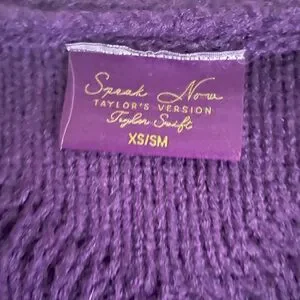 Speak Now
TAYLOR'S VERSION
Taylor Swift
XS/SM